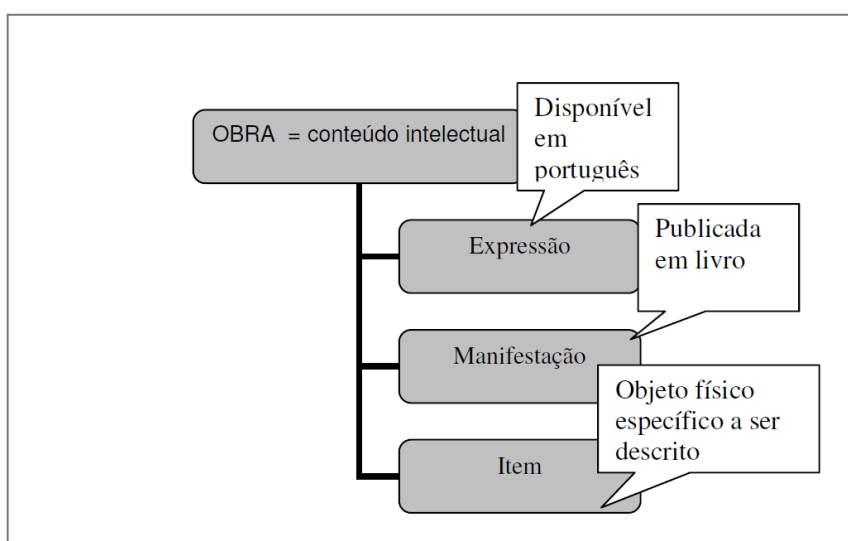 OBRA = conteúdo intelectual
Disponível
em
português
Expressão
Publicada
em livro
Manifestação
Objeto físico
específico a ser
descrito
Item